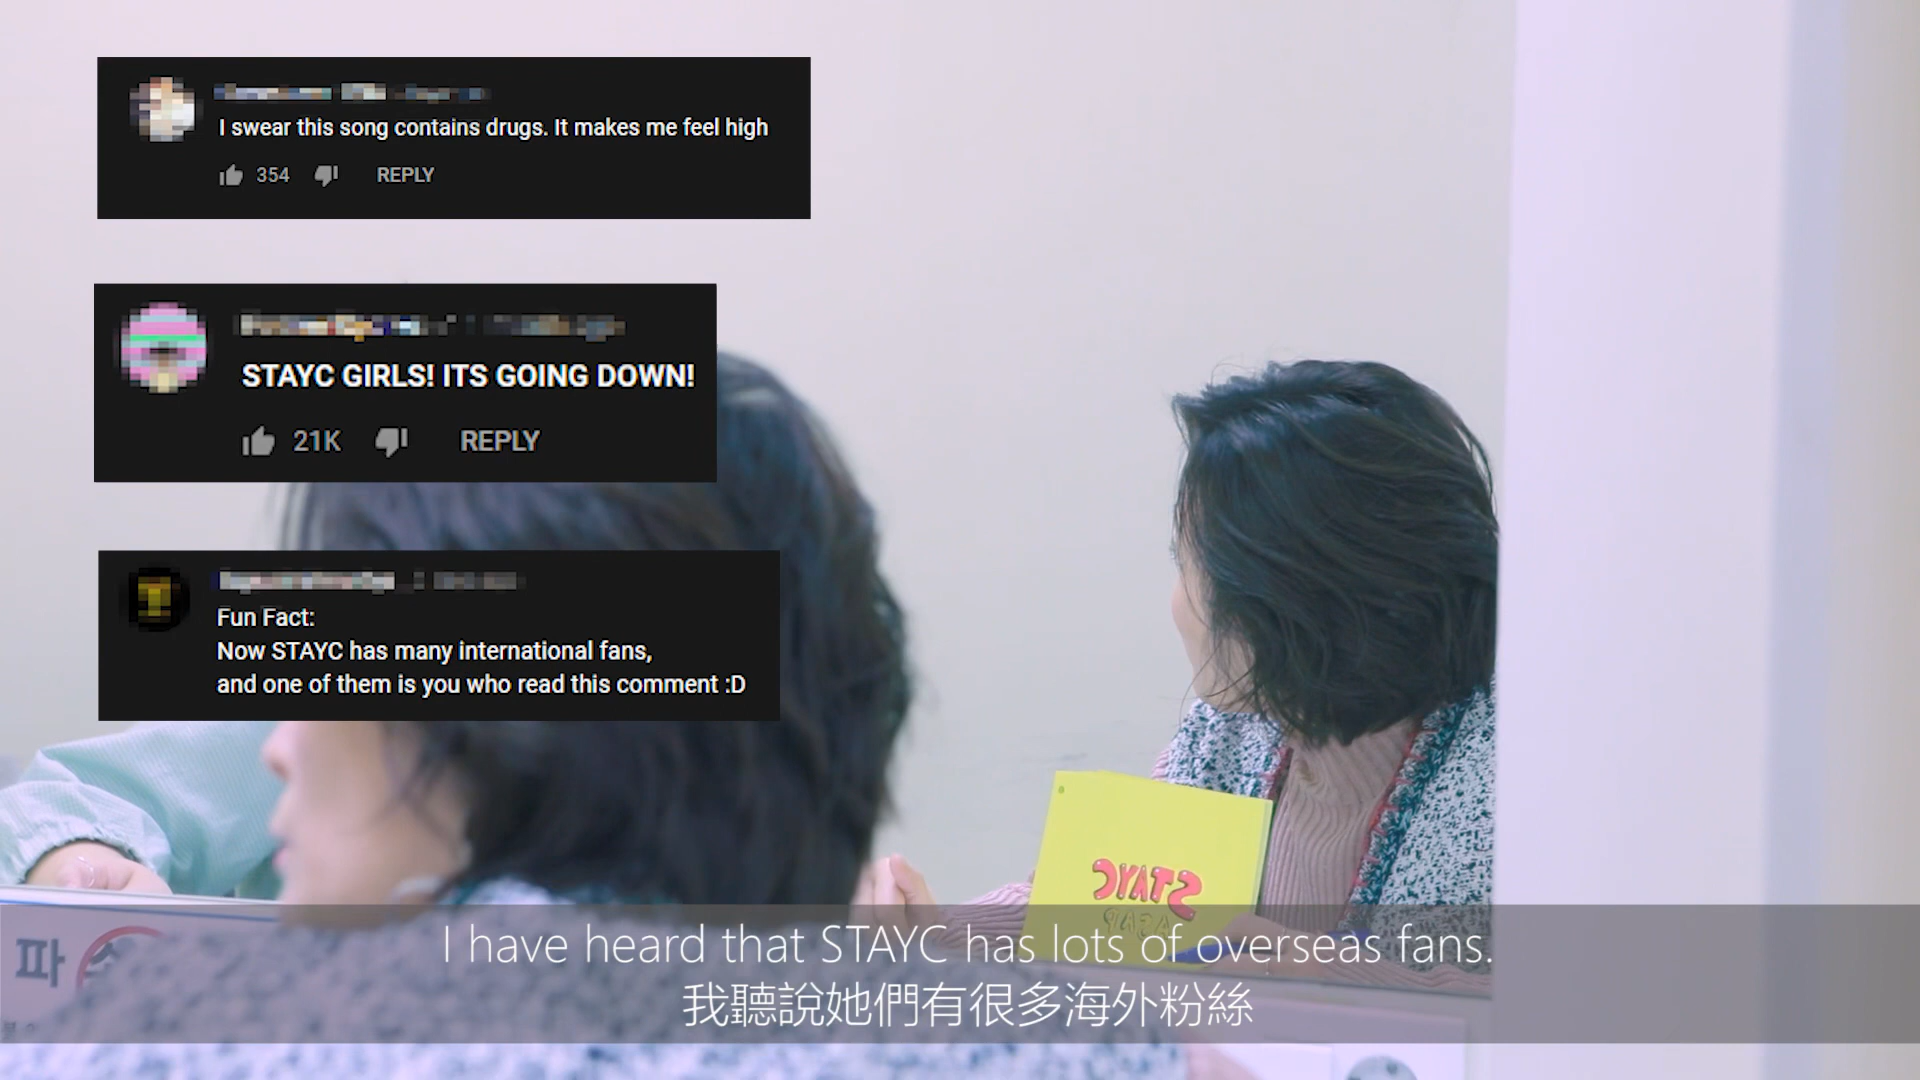 I swear this song contains drugs. It makes me feel high
354 REPLY
STAYC GIRLS! ITS GOING DOWN!
21K REPLY
Fun Fact:
Now STAYC has many international fans,
and one of them is you who read this comment :D
STAYC
ASAP
파스
I have heard that STAYC has lots of overseas fans.
我聽說她們有很多海外粉絲